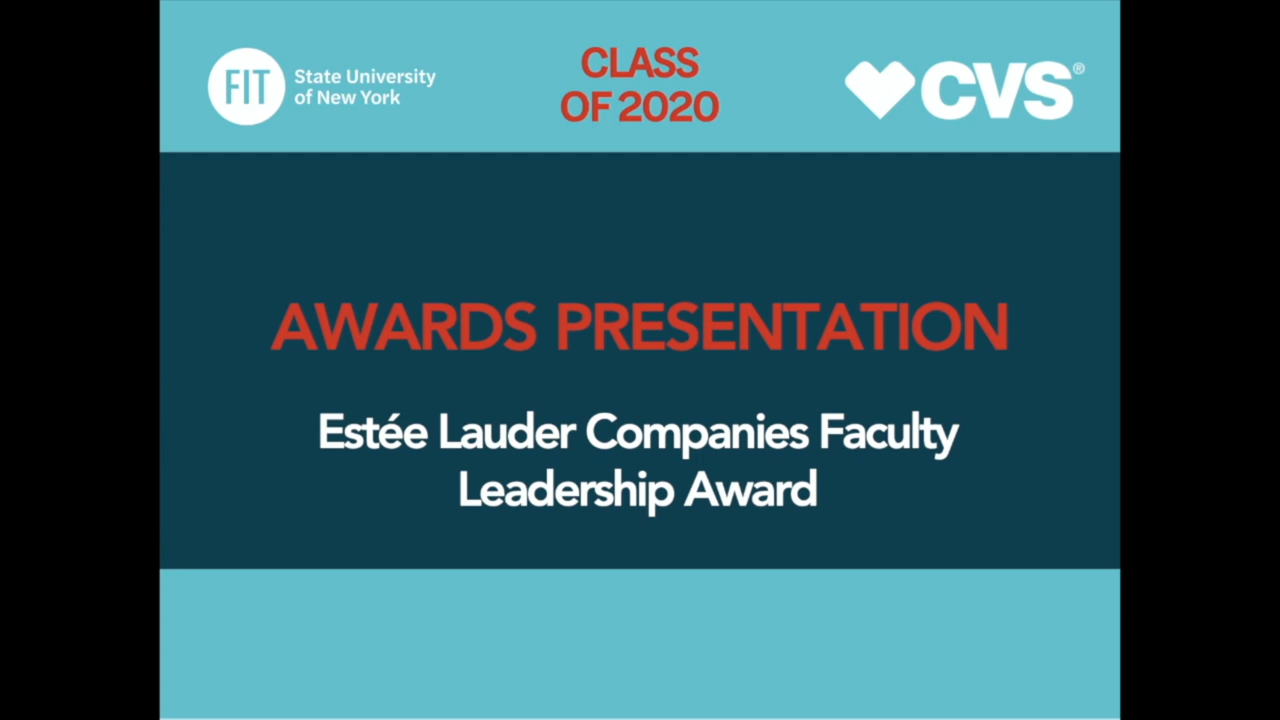 FIT
State University
of New York
CLASS
OF 2020
CVS®
AWARDS PRESENTATION
Estée Lauder Companies Faculty
Leadership Award